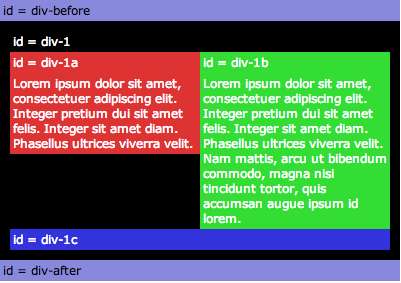 id = div-before
id = div-1
id = div-1a
Lorem ipsum dolor sit amet,
consectetuer adipiscing elit.
Integer pretium dui sit amet
felis. Integer sit amet diam.
Phasellus ultrices viverra velit.
id = div-1b
Lorem ipsum dolor sit amet,
consectetuer adipiscing elit.
Integer pretium dui sit amet
felis. Integer sit amet diam.
Phasellus ultrices viverra velit.
Nam mattis, arcu ut bibendum
commodo, magna nisi
tincidunt tortor, quis
accumsan augue ipsum id
lorem.
id = div-1c
id = div-after